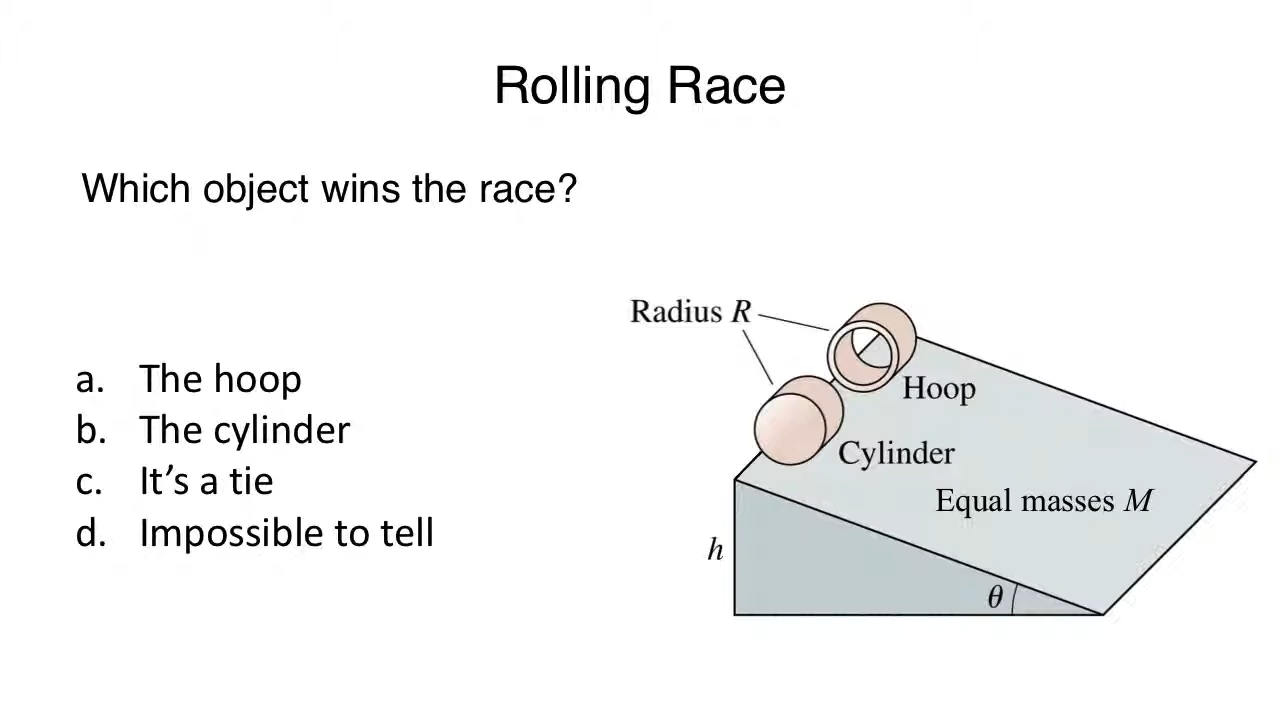 Rolling Race
Which object wins the race?
a. The hoop
b. The cylinder
c. It’s a tie
d. Impossible to tell
Radius R
Hoop
Cylinder
Equal masses M
h
θ